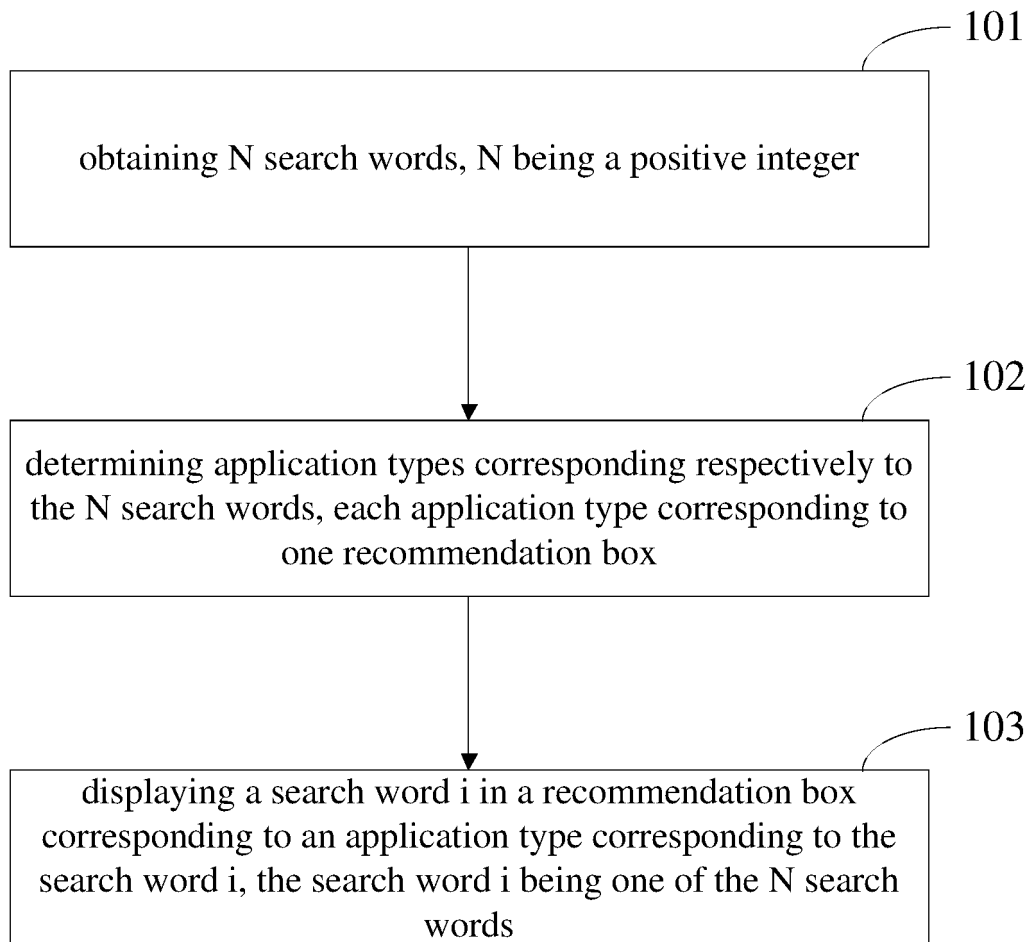 101
obtaining N search words, N being a positive integer
102
determining application types corresponding respectively to
the N search words, each application type corresponding to
one recommendation box
103
displaying a search word i in a recommendation box
corresponding to an application type corresponding to the
search word i, the search word i being one of the N search
words